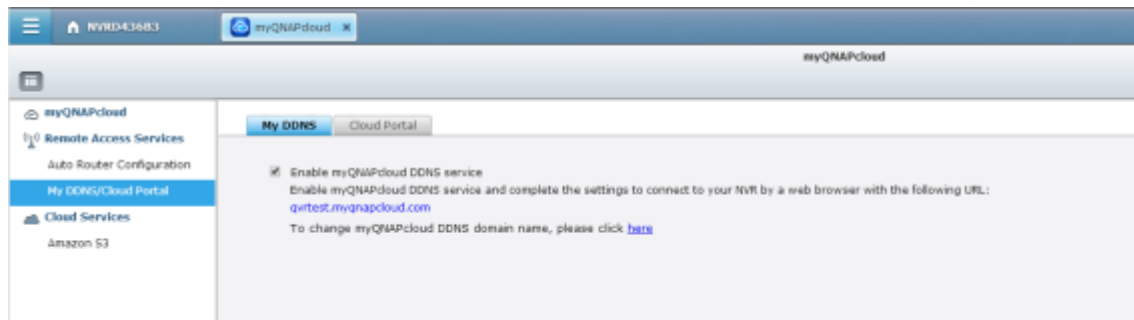 NVRD43683
myQNAPcloud
myQNAPcloud
myQNAPcloud
Remote Access Services
Auto Router Configuration
My DDNS/Cloud Portal
Cloud Services
Amazon S3
My DDNS
Cloud Portal
Enable myQNAPcloud DDNS service
Enable myQNAPcloud DDNS service and complete the settings to connect to your NVR by a web browser with the following URL:
qvrtest.myqnapcloud.com
To change myQNAPcloud DDNS domain name, please click here